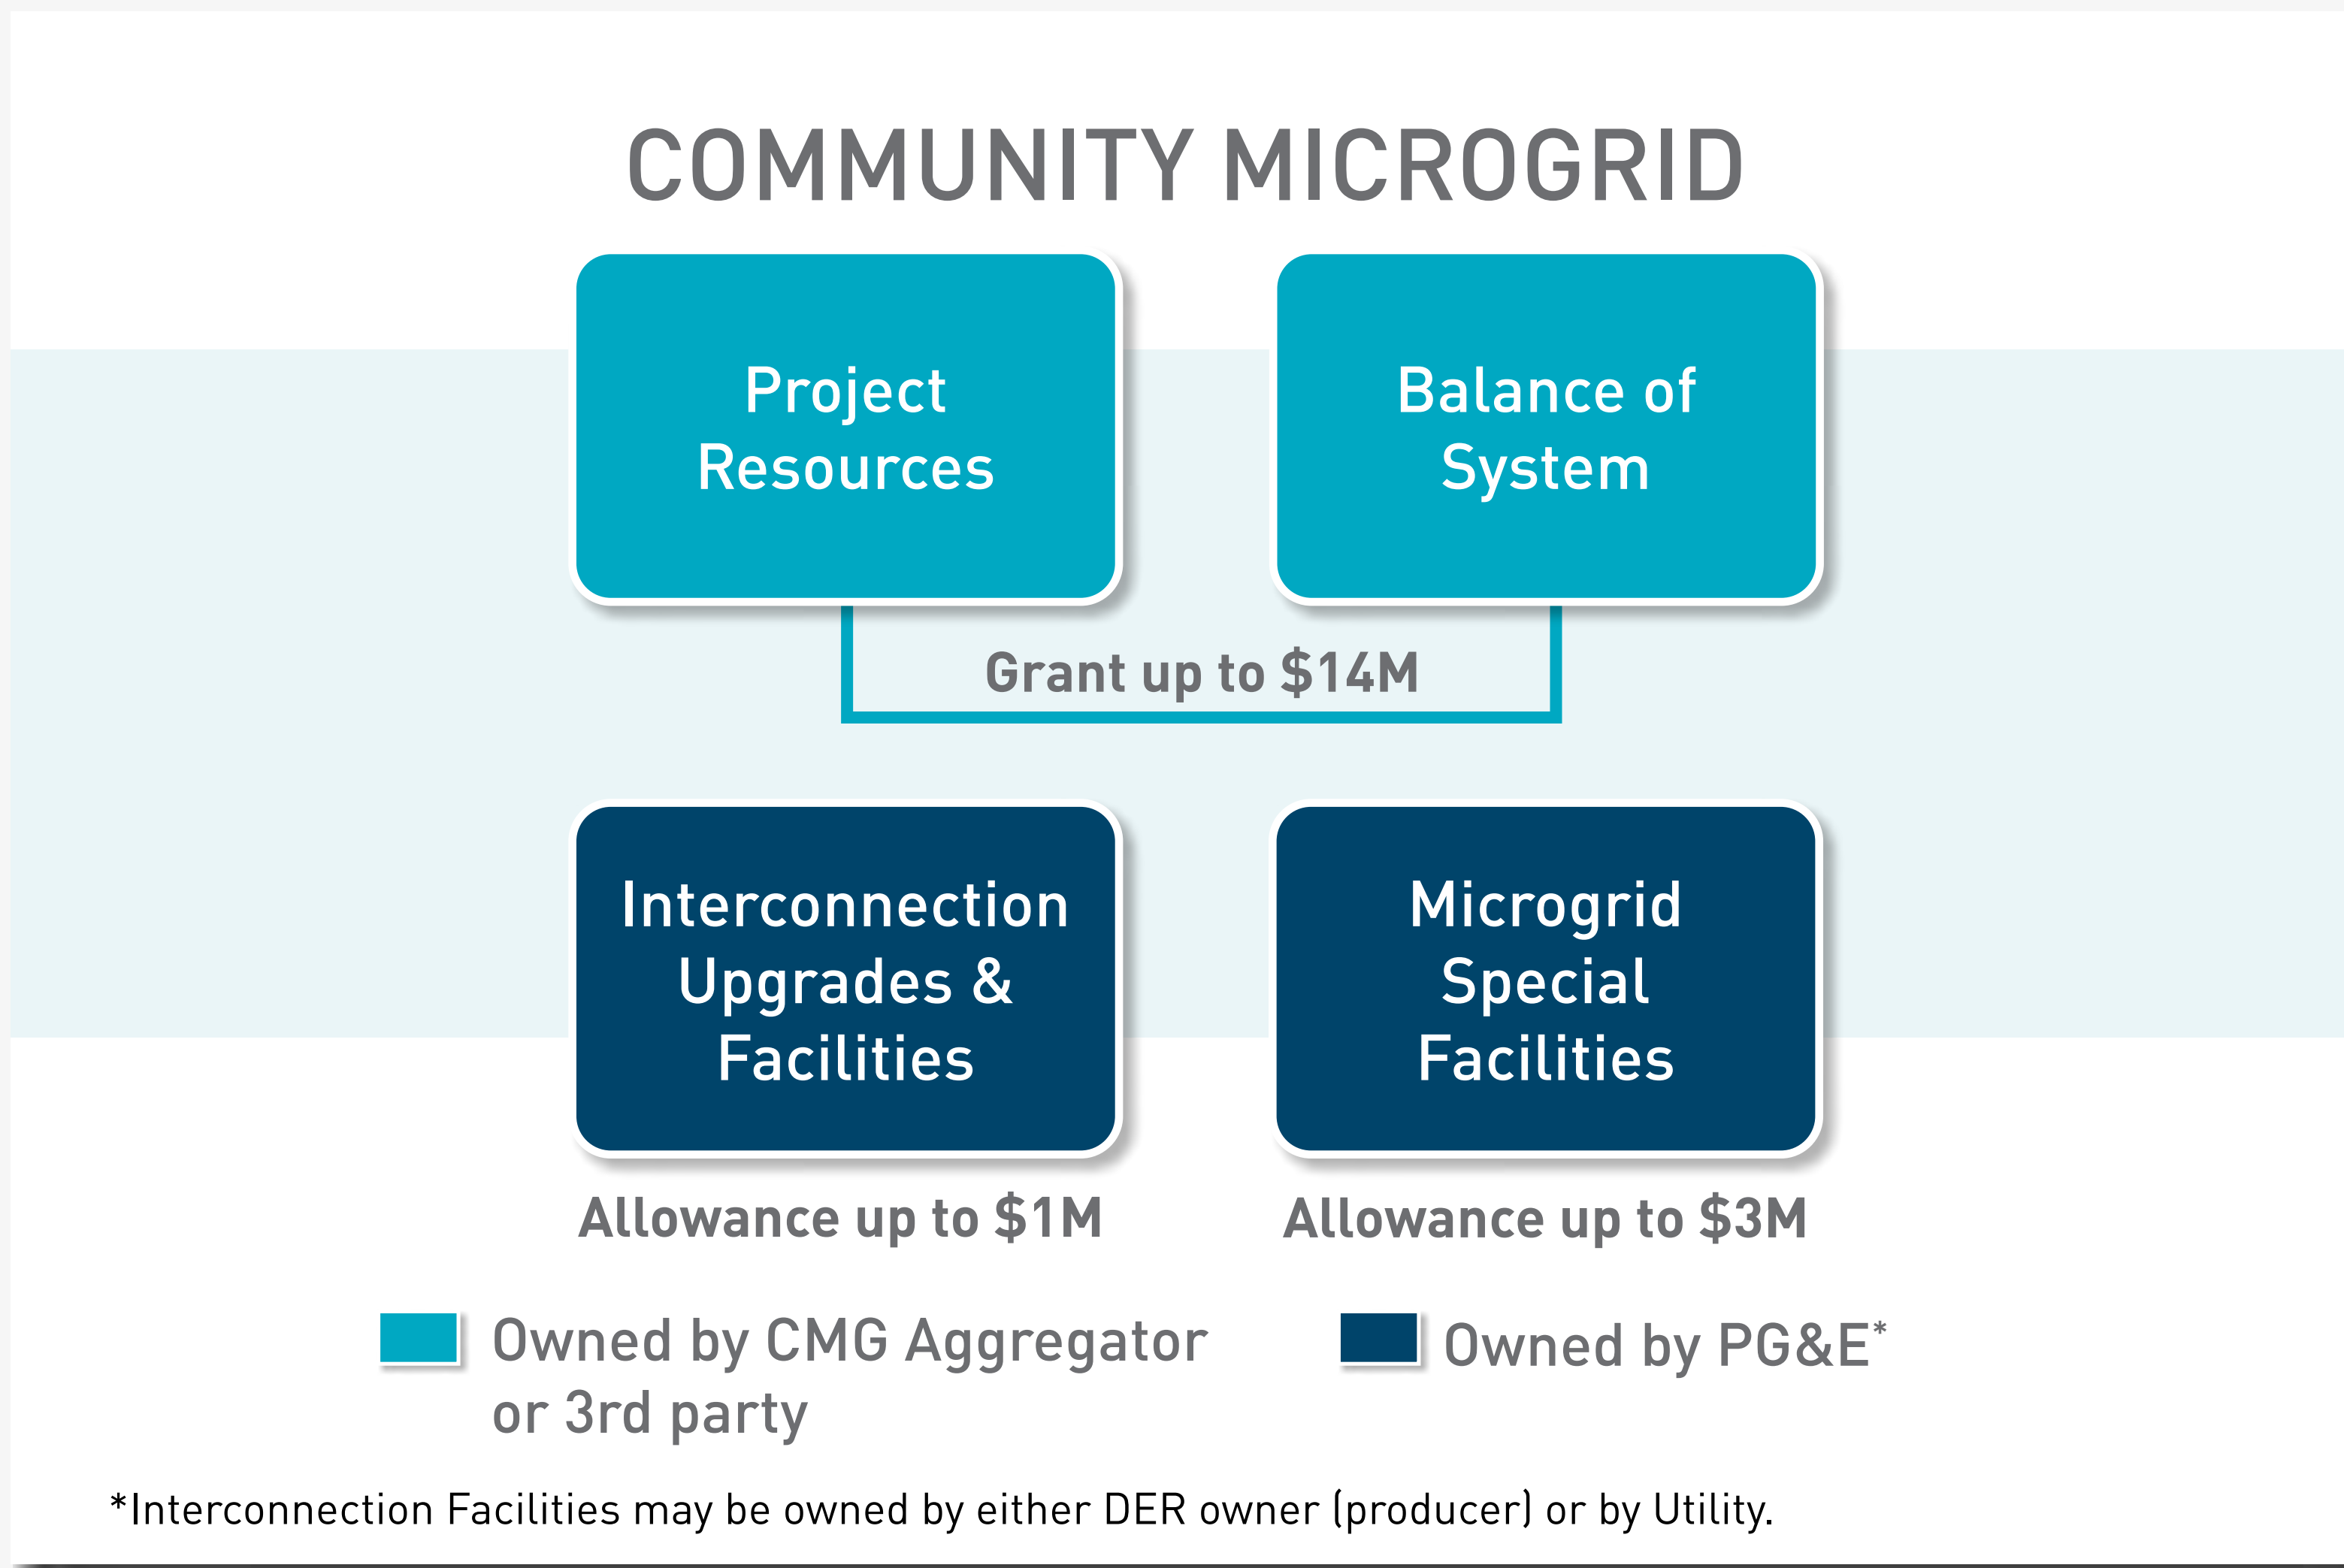 COMMUNITY MICROGRID
Project
Resources
Balance of
System
Grant up to $14M
Interconnection
Upgrades &
Facilities
Microgrid
Special
Facilities
Allowance up to $1M
Allowance up to $3M
Owned by CMG Aggregator
or 3rd party
Owned by PG&E*
*Interconnection Facilities may be owned by either DER owner (producer) or by Utility.